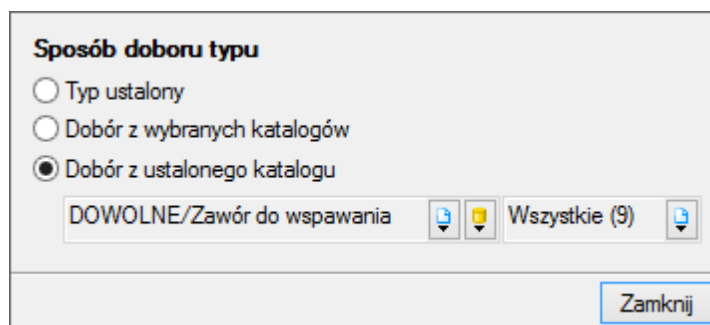 Sposób doboru typu
Typ ustalony
Dobór z wybranych katalogów
Dobór z ustalonego katalogu
DOWOLNE/Zawór do wspawania Wszystkie (9)
Zamknij